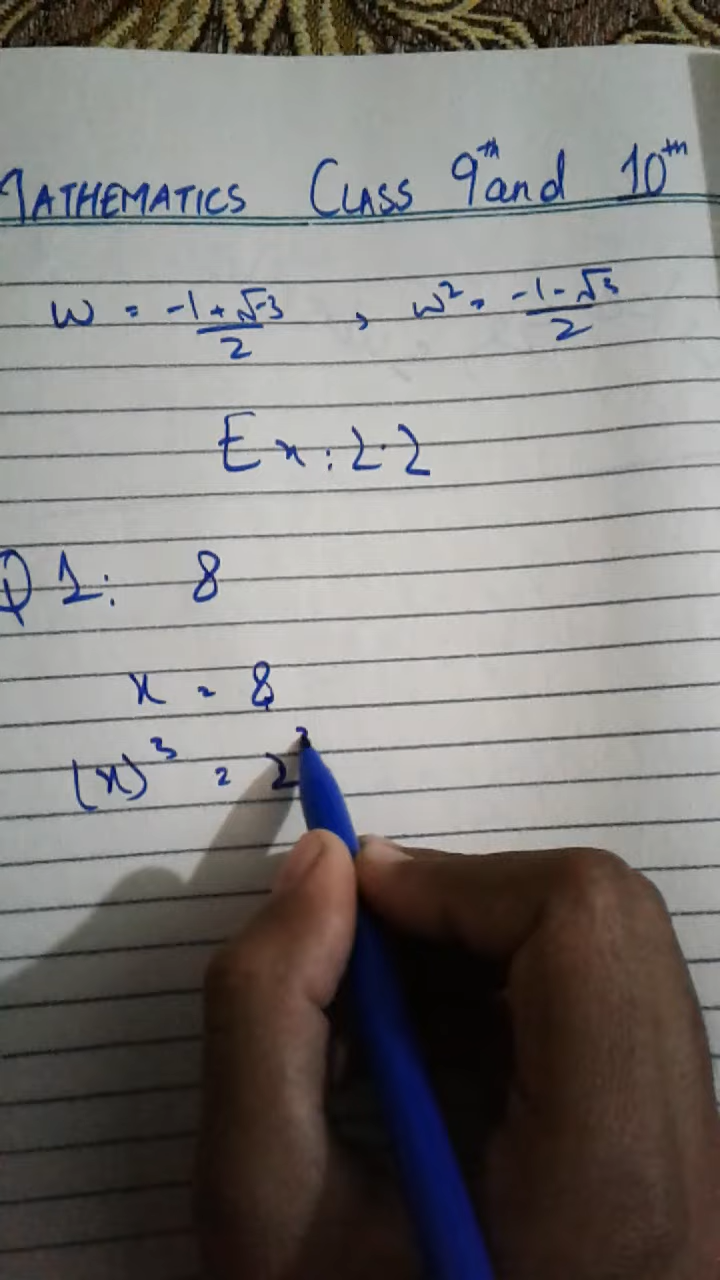 MATHEMATICS CLASS 9th and 10th
w = -1+√-3/2 , w² = -1-√3/2
Ex: 2.2
Q1: 8
x = 8
(x)³ = 2³